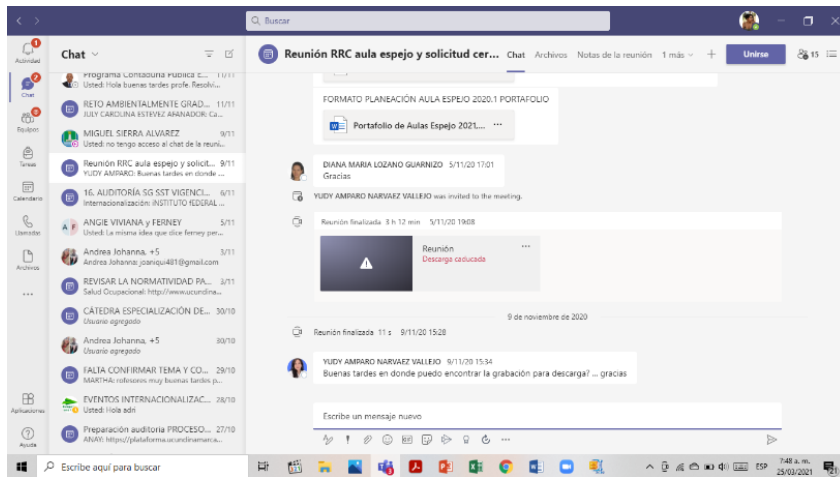 Buscar
Actividad
Chat
Equipos
Tareas
Calendario
Llamadas
Archivos
Aplicaciones
Ayuda
Chat
Programa Contaduría Pública E... 11/11
Usted: Hola buenas tardes profe. Resolvi...
RETO AMBIENTALMENTE GRAD... 11/11
JULY CAROLINA ESTEVEZ AFANADOR: Ca...
MIGUEL SIERRA ALVAREZ 9/11
Usted: no tengo acceso al chat de la reuni...
Reunión RRC aula espejo y solicit... 9/11
YUDY AMPARO: Buenas tardes en donde ...
16. AUDITORÍA SG SST VIGENCI... 6/11
Internacionalización: INSTITUTO fEDERAL ...
AF ANGIE VIVIANA y FERNEY 5/11
Usted: La misma idea que dice ferney per...
Andrea Johanna, +5 3/11
Andrea Johanna: joaniqui481@gmail.com
REVISAR LA NORMATIVIDAD PA... 3/11
Salud Ocupacional: http://www.ucundina...
CÁTEDRA ESPECIALIZACIÓN DE... 30/10
Usuario agregado
Andrea Johanna, +5 30/10
Usuario agregado
FALTA CONFIRMAR TEMA Y CO... 29/10
MARTHA: rofesores muy buenas tardes p...
EVENTOS INTERNACIONALIZAC... 28/10
Usted: Hola adri
Preparación auditoria PROCESO... 27/10
ANAY: https://plataforma.ucundinamarca...
Reunión RRC aula espejo y solicitud cer... Chat Archivos Notas de la reunión 1 más Unirse 15
FORMATO PLANEACIÓN AULA ESPEJO 2020.1 PORTAFOLIO
Portafolio de Aulas Espejo 2021.... ...
DIANA MARIA LOZANO GUARNIZO 5/11/20 17:01
Gracias
YUDY AMPARO NARVAEZ VALLEJO was invited to the meeting.
Reunión finalizada 3 h 12 min 5/11/20 19:08
Reunión ...
Descarga caducada
9 de noviembre de 2020
Reunión finalizada 11 s 9/11/20 15:28
YUDY AMPARO NARVAEZ VALLEJO 9/11/20 15:34
Buenas tardes en donde puedo encontrar la grabación para descarga? ... gracias
Escribe un mensaje nuevo
GIF
Escribe aquí para buscar
ESP
7:48 a. m.
25/03/2021